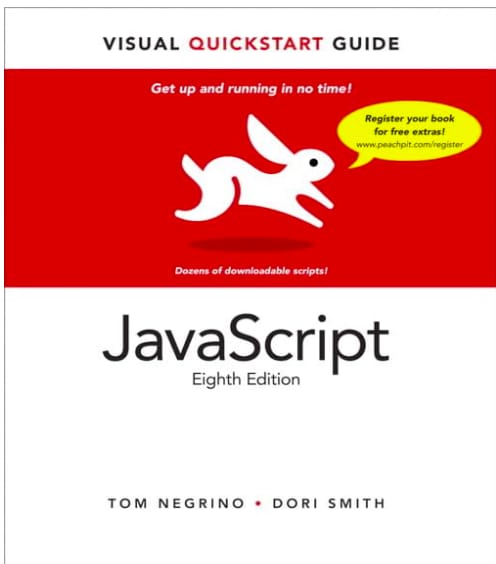 VISUAL QUICKSTART GUIDE
Get up and running in no time!
Register your book
for free extras!
www.peachpit.com/register
Dozens of downloadable scripts!
JavaScript
Eighth Edition
TOM NEGRINO • DORI SMITH